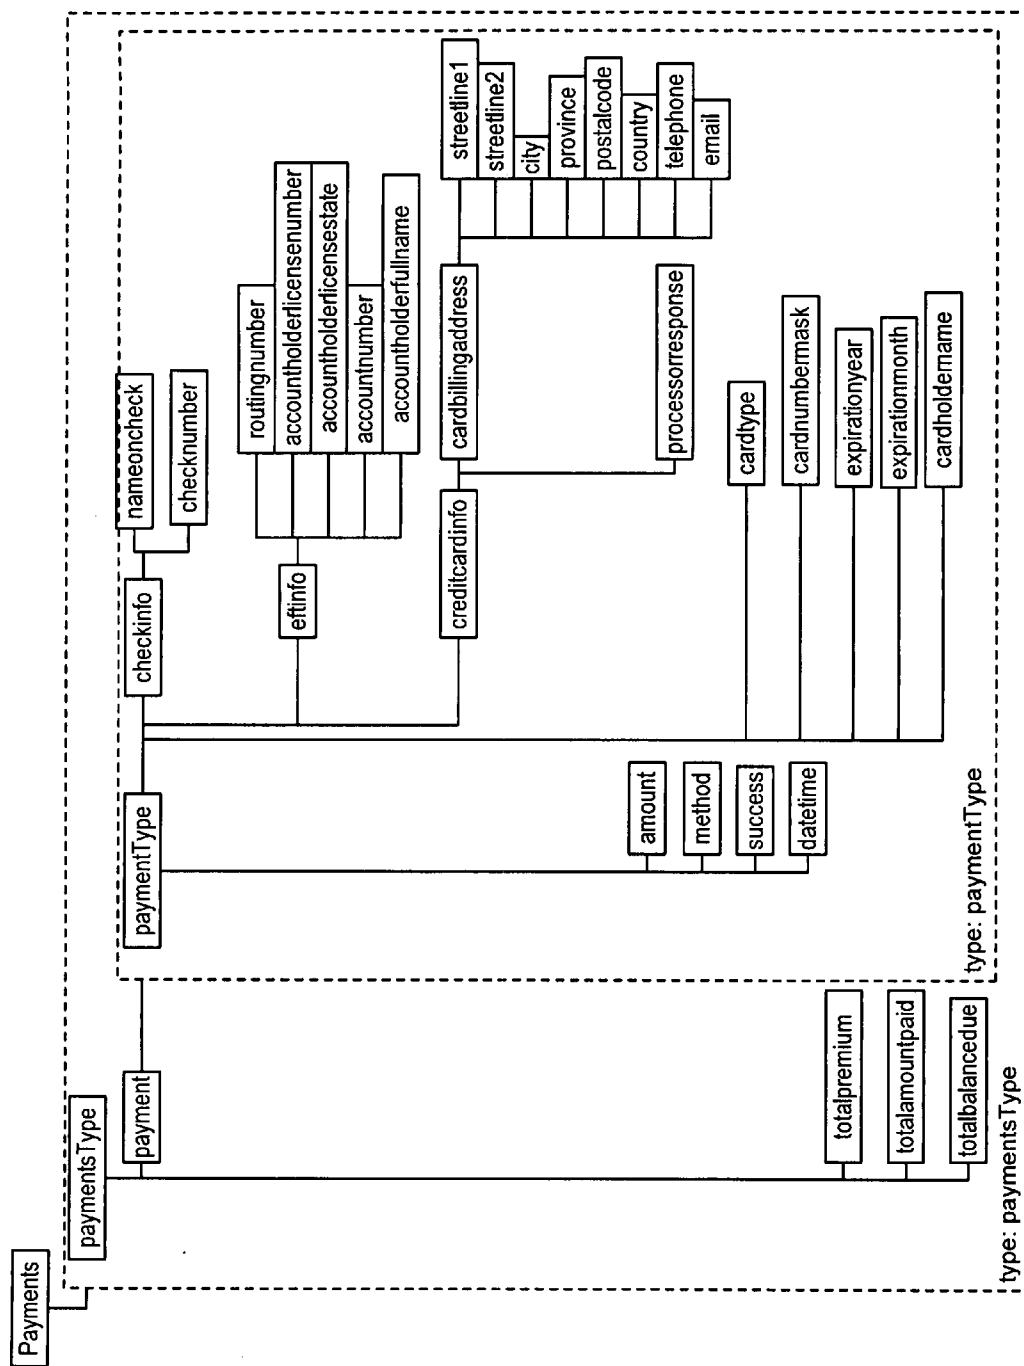 Payments
paymentsType
payment
totalpremium
totalamountpaid
totalbalancedue
type: paymentsType
paymentType
amount
method
success
datetime
type: paymentType
checkinfo
nameoncheck
checknumber
eftinfo
routingnumber
accountholderlicensenumber
accountholderlicensestate
accountnumber
accountholderfullname
creditcardinfo
cardbillingaddress
streetline1
streetline2
city
province
postalcode
country
telephone
email
processorresponse
cardtype
cardnumbermask
expirationyear
expirationmonth
cardholdername